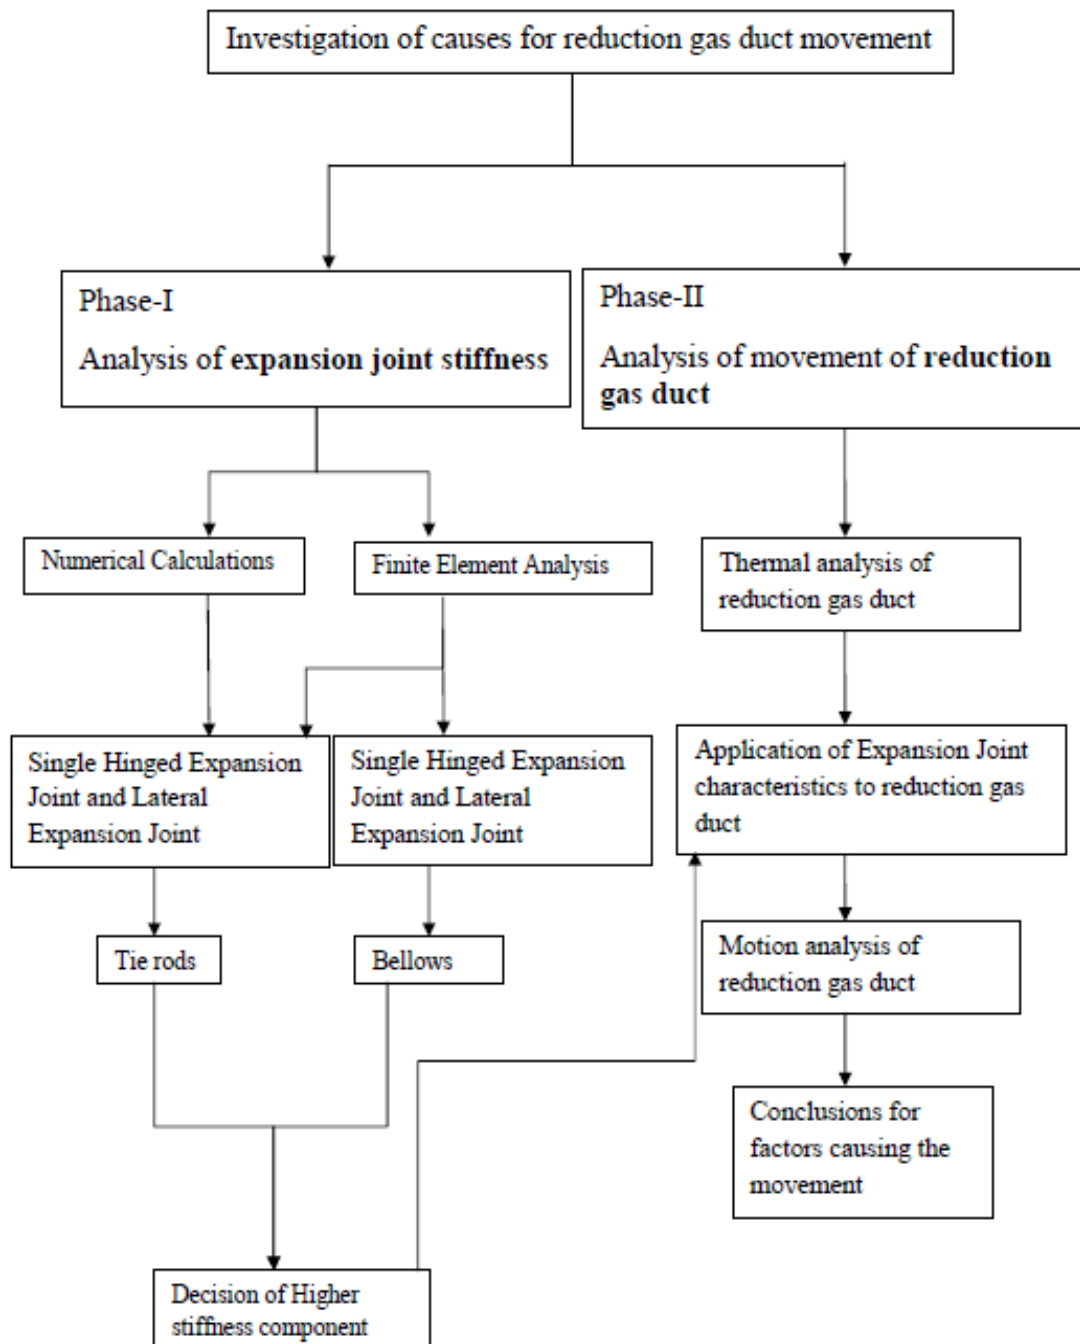 Investigation of causes for reduction gas duct movement
Phase-I
Analysis of expansion joint stiffness
Phase-II
Analysis of movement of reduction
gas duct
Numerical Calculations
Finite Element Analysis
Thermal analysis of
reduction gas duct
Single Hinged Expansion
Joint and Lateral
Expansion Joint
Single Hinged Expansion
Joint and Lateral
Expansion Joint
Application of Expansion Joint
characteristics to reduction gas
duct
Tie rods
Bellows
Motion analysis of
reduction gas duct
Conclusions for
factors causing the
movement
Decision of Higher
stiffness component